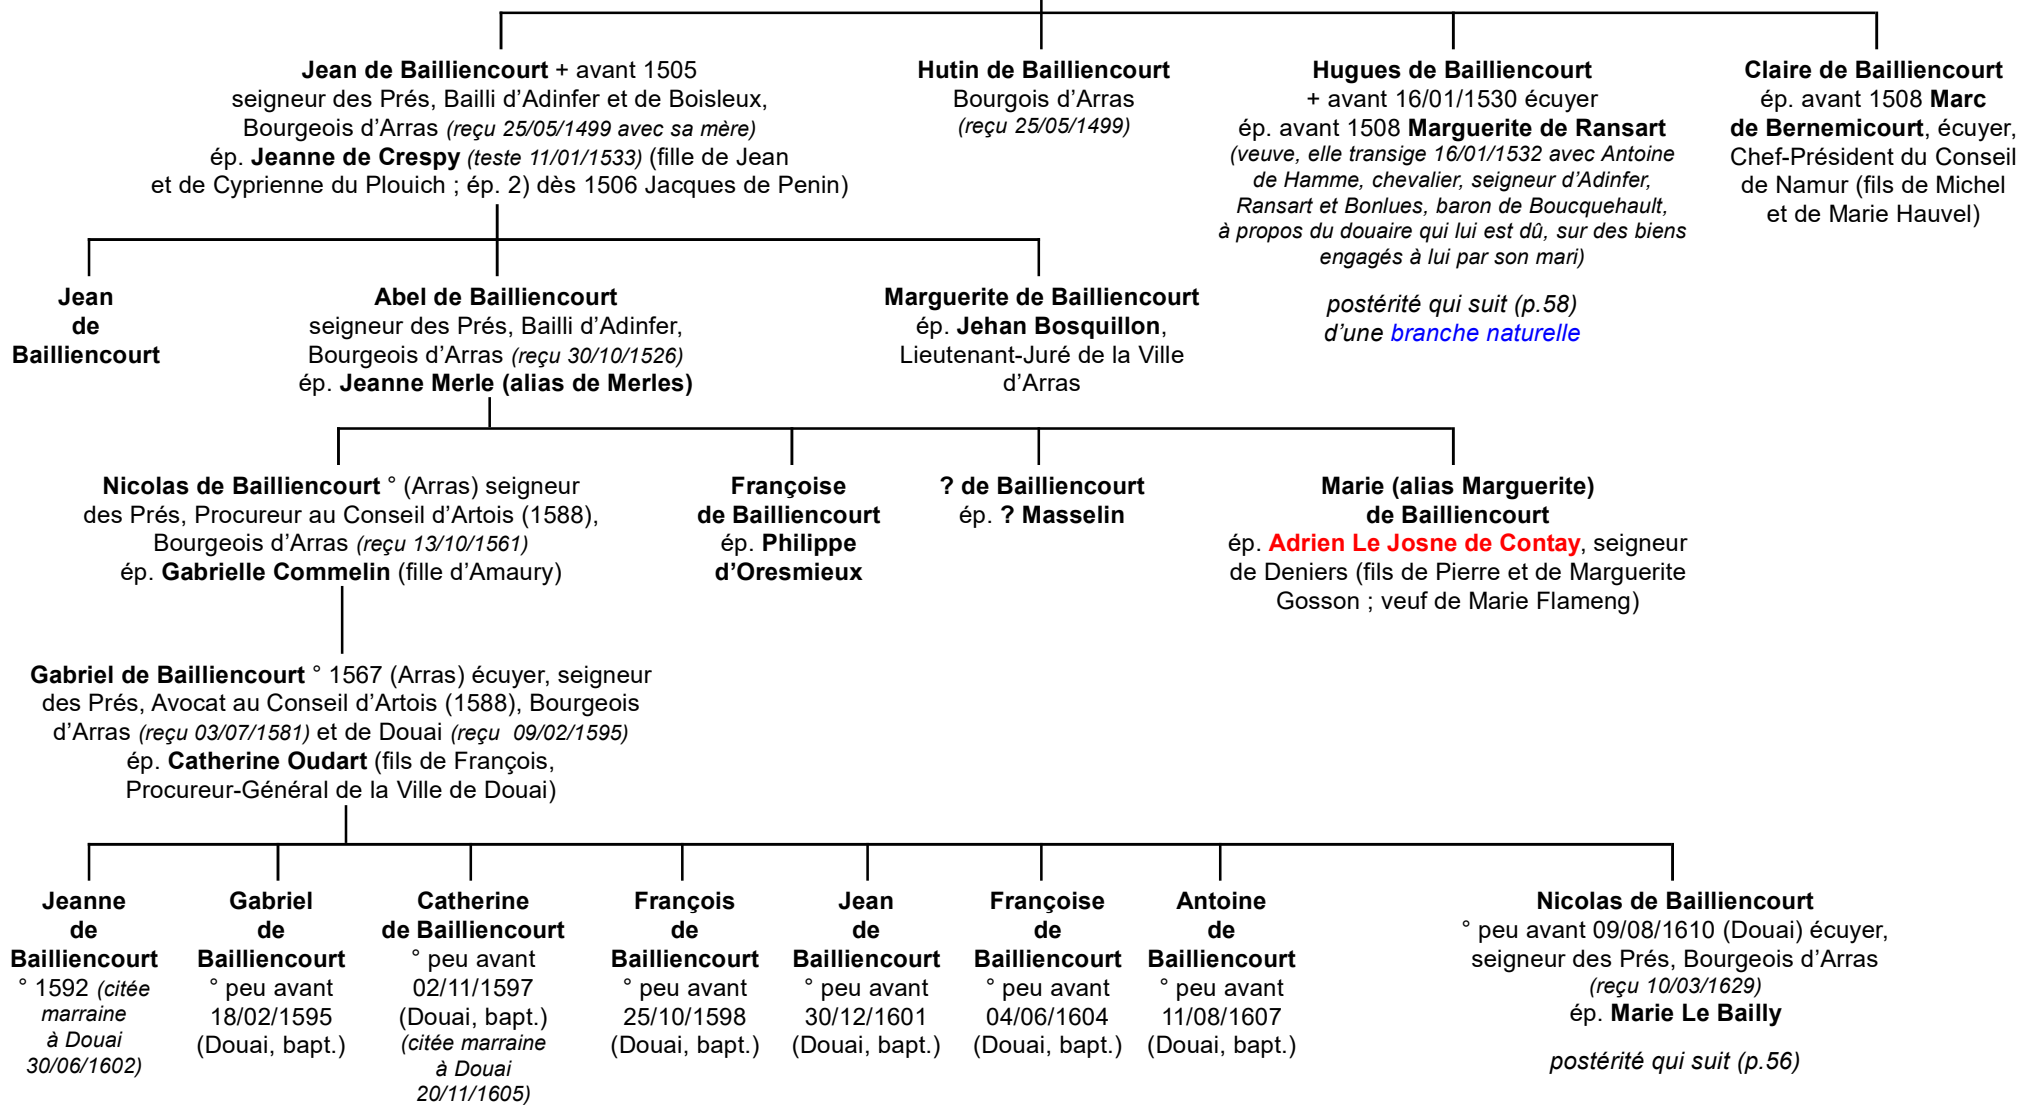 Jean de Bailliencourt + avant 1505
seigneur des Prés, Bailli d’Adinfer et de Boisleux,
Bourgeois d’Arras (reçu 25/05/1499 avec sa mère)
ép. Jeanne de Crespy (teste 11/01/1533) (fille de Jean
et de Cyprienne du Plouich ; ép. 2) dès 1506 Jacques de Penin)
Hutin de Bailliencourt
Bourgois d’Arras
(reçu 25/05/1499)
Hugues de Bailliencourt
+ avant 16/01/1530 écuyer
ép. avant 1508 Marguerite de Ransart
(veuve, elle transige 16/01/1532 avec Antoine
de Hamme, chevalier, seigneur d’Adinfer,
Ransart et Bonlues, baron de Boucquehault,
à propos du douaire qui lui est dû, sur des biens
engagés à lui par son mari)
postérité qui suit (p.58)
d’une branche naturelle
Claire de Bailliencourt
ép. avant 1508 Marc
de Bernemicourt, écuyer,
Chef-Président du Conseil
de Namur (fils de Michel
et de Marie Hauvel)
Jean
de
Bailliencourt
Abel de Bailliencourt
seigneur des Prés, Bailli d’Adinfer,
Bourgeois d’Arras (reçu 30/10/1526)
ép. Jeanne Merle (alias de Merles)
Marguerite de Bailliencourt
ép. Jehan Bosquillon,
Lieutenant-Juré de la Ville
d’Arras
Nicolas de Bailliencourt ° (Arras) seigneur
des Prés, Procureur au Conseil d’Artois (1588),
Bourgeois d’Arras (reçu 13/10/1561)
ép. Gabrielle Commelin (fille d’Amaury)
Françoise
de Bailliencourt
ép. Philippe
d’Oresmieux
? de Bailliencourt
ép. ? Masselin
Marie (alias Marguerite)
de Bailliencourt
ép. Adrien Le Josne de Contay, seigneur
de Deniers (fils de Pierre et de Marguerite
Gosson ; veuf de Marie Flameng)
Gabriel de Bailliencourt ° 1567 (Arras) écuyer, seigneur
des Prés, Avocat au Conseil d’Artois (1588), Bourgeois
d’Arras (reçu 03/07/1581) et de Douai (reçu 09/02/1595)
ép. Catherine Oudart (fils de François,
Procureur-Général de la Ville de Douai)
Jeanne
de
Bailliencourt
° 1592 (citée
marraine
à Douai
30/06/1602)
Gabriel
de
Bailliencourt
° peu avant
18/02/1595
(Douai, bapt.)
Catherine
de Bailliencourt
° peu avant
02/11/1597
(Douai, bapt.)
(citée marraine
à Douai
20/11/1605)
François
de
Bailliencourt
° peu avant
25/10/1598
(Douai, bapt.)
Jean
de
Bailliencourt
° peu avant
30/12/1601
(Douai, bapt.)
Françoise
de
Bailliencourt
° peu avant
04/06/1604
(Douai, bapt.)
Antoine
de
Bailliencourt
° peu avant
11/08/1607
(Douai, bapt.)
Nicolas de Bailliencourt
° peu avant 09/08/1610 (Douai) écuyer,
seigneur des Prés, Bourgeois d’Arras
(reçu 10/03/1629)
ép. Marie Le Bailly
postérité qui suit (p.56)